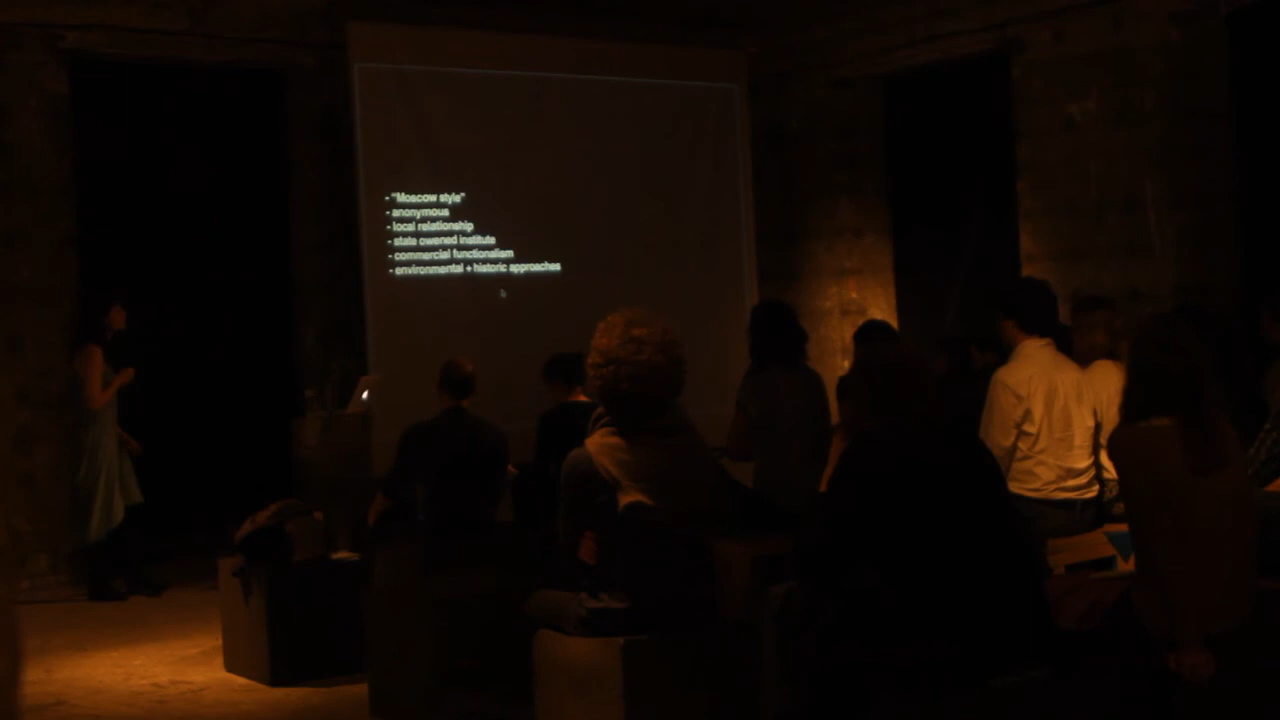 - "Moscow style"
- anonymous
- local relationship
- state owened institute
- commercial functionalism
- environmental + historic approaches